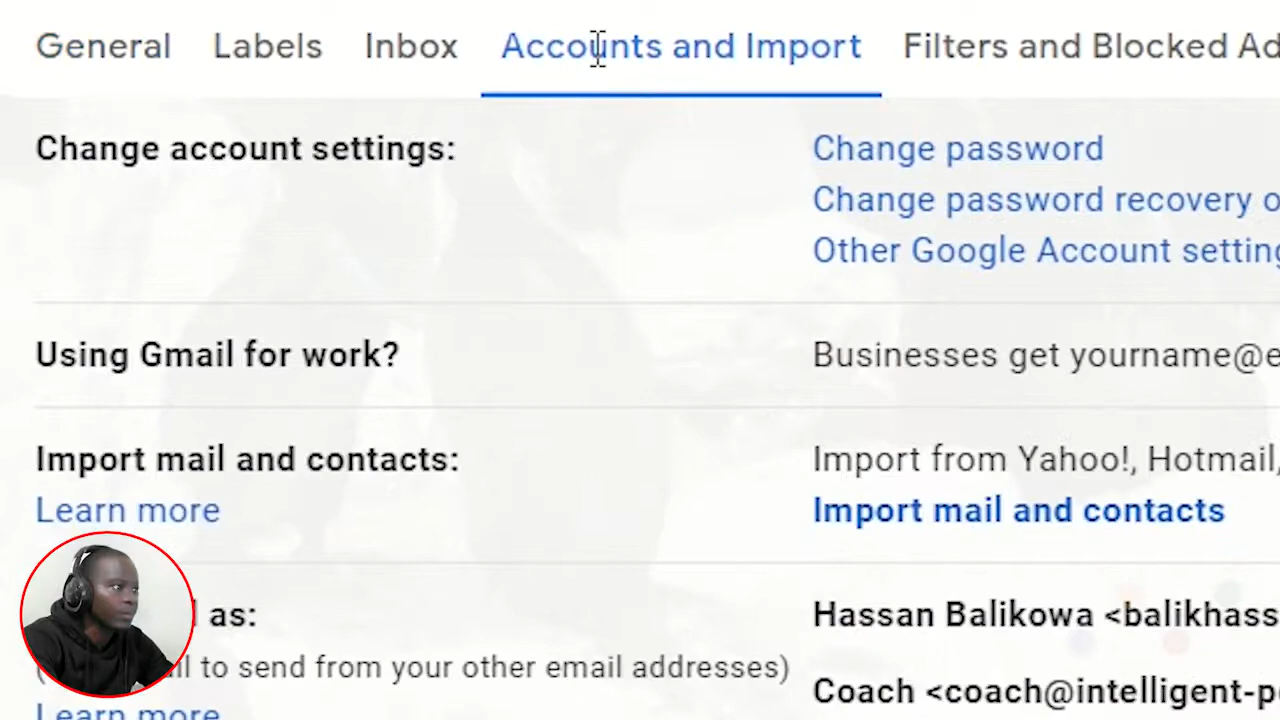 General Labels Inbox Accounts and Import Filters and Blocked Ad
Change account settings: Change password
Change password recovery o
Other Google Account setting
Using Gmail for work? Businesses get yourname@e
Import mail and contacts: Import from Yahoo!, Hotmail,
Learn more Import mail and contacts
as: Hassan Balikowa <balikhass
to send from your other email addresses)
Coach <coach@intelligent-p
Learn more